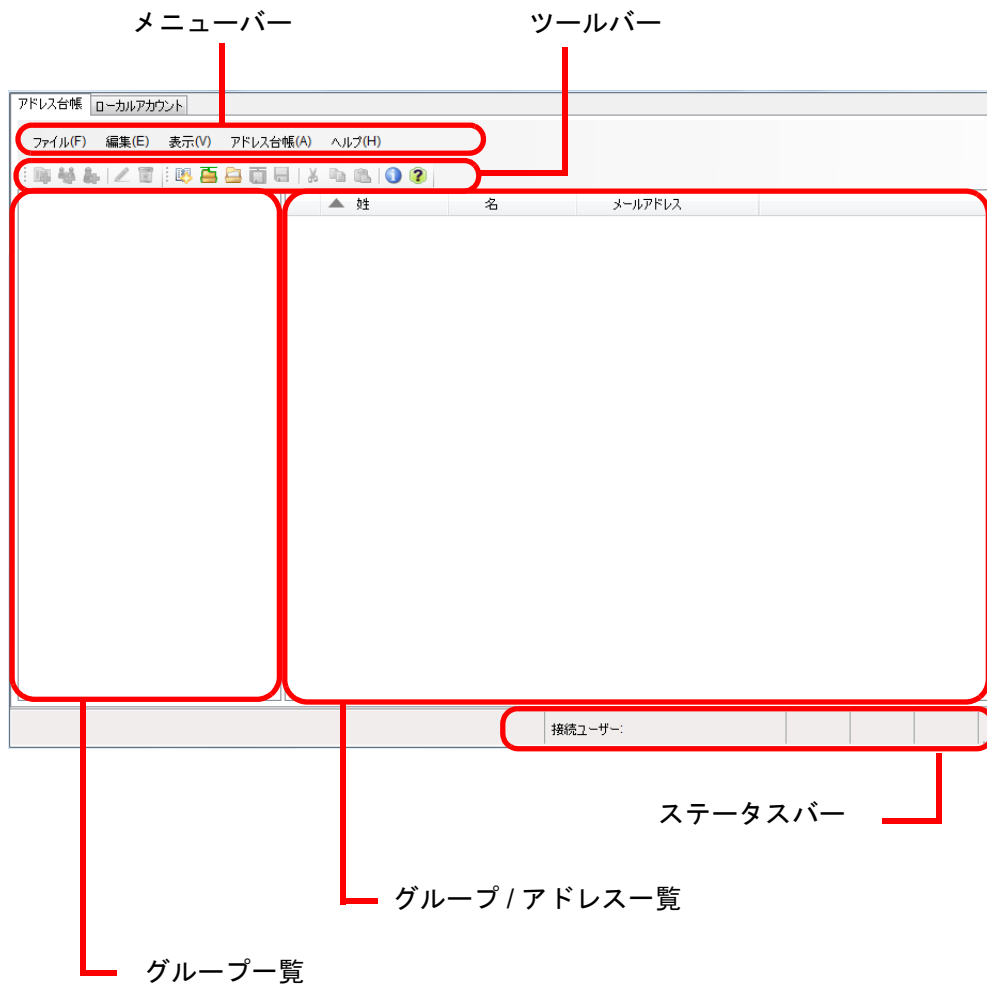 メニューバー ツールバー
アドレス台帳 ローカルアカウント
ファイル(F) 編集(E) 表示(V) アドレス台帳(A) ヘルプ(H)
姓 名 メールアドレス
接続ユーザー:
ステータスバー
グループ / アドレス一覧
グループ一覧